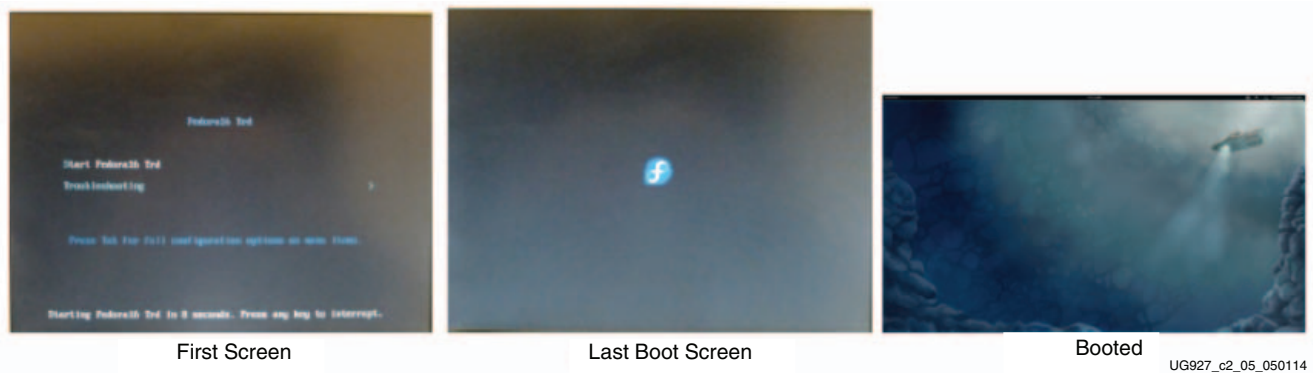 Fedora16 Trd
Start Fedora16 Trd
Troubleshooting >
Press Tab for full configuration options on menu items.
Starting Fedora16 Trd in 8 seconds. Press any key to interrupt.
First Screen
Last Boot Screen
Booted
UG927_c2_05_050114